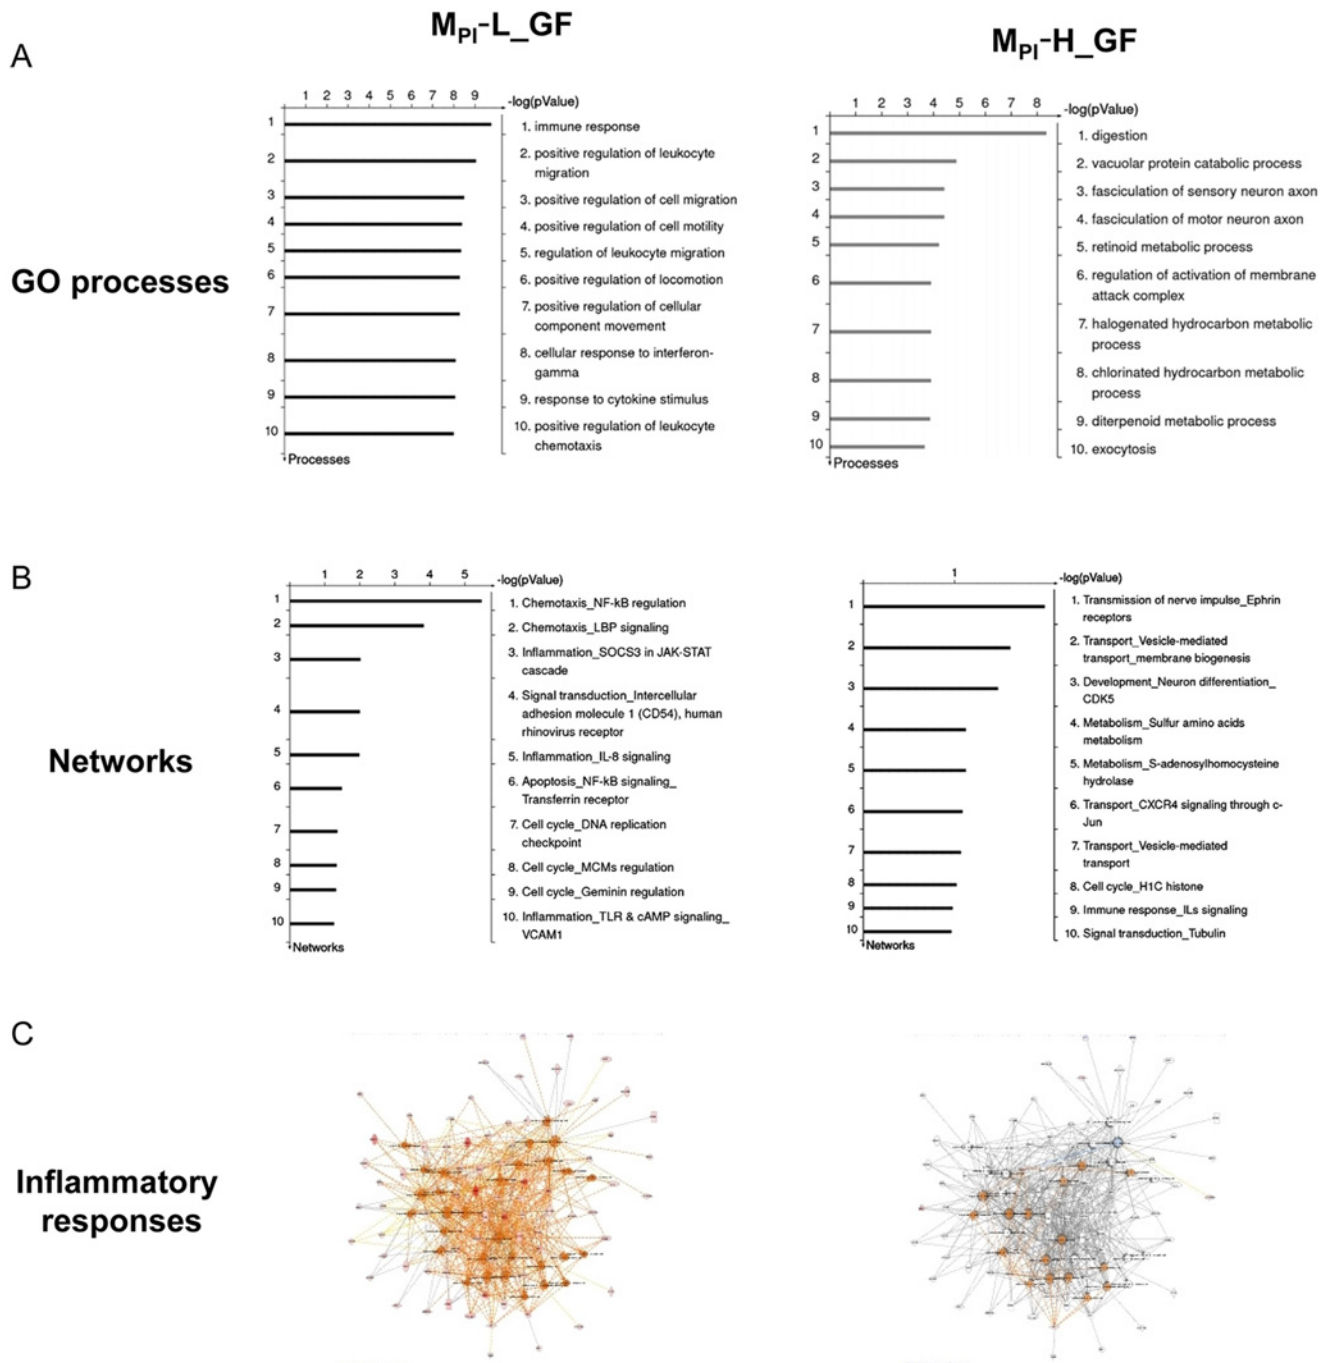 M_PI-L_GF
M_PI-H_GF
A
GO processes
1 2 3 4 5 6 7 8 9
-log(pValue)
1
2
3
4
5
6
7
8
9
10
Processes
1. immune response
2. positive regulation of leukocyte
migration
3. positive regulation of cell migration
4. positive regulation of cell motility
5. regulation of leukocyte migration
6. positive regulation of locomotion
7. positive regulation of cellular
component movement
8. cellular response to interferon-
gamma
9. response to cytokine stimulus
10. positive regulation of leukocyte
chemotaxis
1 2 3 4 5 6 7 8
-log(pValue)
1
2
3
4
5
6
7
8
9
10
Processes
1. digestion
2. vacuolar protein catabolic process
3. fasciculation of sensory neuron axon
4. fasciculation of motor neuron axon
5. retinoid metabolic process
6. regulation of activation of membrane
attack complex
7. halogenated hydrocarbon metabolic
process
8. chlorinated hydrocarbon metabolic
process
9. diterpenoid metabolic process
10. exocytosis
B
Networks
1 2 3 4 5
-log(pValue)
1
2
3
4
5
6
7
8
9
10
Networks
1. Chemotaxis_NF-kB regulation
2. Chemotaxis_LBP signaling
3. Inflammation_SOCS3 in JAK-STAT
cascade
4. Signal transduction_Intercellular
adhesion molecule 1 (CD54), human
rhinovirus receptor
5. Inflammation_IL-8 signaling
6. Apoptosis_NF-kB signaling_
Transferrin receptor
7. Cell cycle_DNA replication
checkpoint
8. Cell cycle_MCMs regulation
9. Cell cycle_Geminin regulation
10. Inflammation_TLR & cAMP signaling_
VCAM1
1
-log(pValue)
1
2
3
4
5
6
7
8
9
10
Networks
1. Transmission of nerve impulse_Ephrin
receptors
2. Transport_Vesicle-mediated
transport_membrane biogenesis
3. Development_Neuron differentiation_
CDK5
4. Metabolism_Sulfur amino acids
metabolism
5. Metabolism_S-adenosylhomocysteine
hydrolase
6. Transport_CXCR4 signaling through c-
Jun
7. Transport_Vesicle-mediated
transport
8. Cell cycle_H1C histone
9. Immune response_ILs signaling
10. Signal transduction_Tubulin
C
Inflammatory
responses